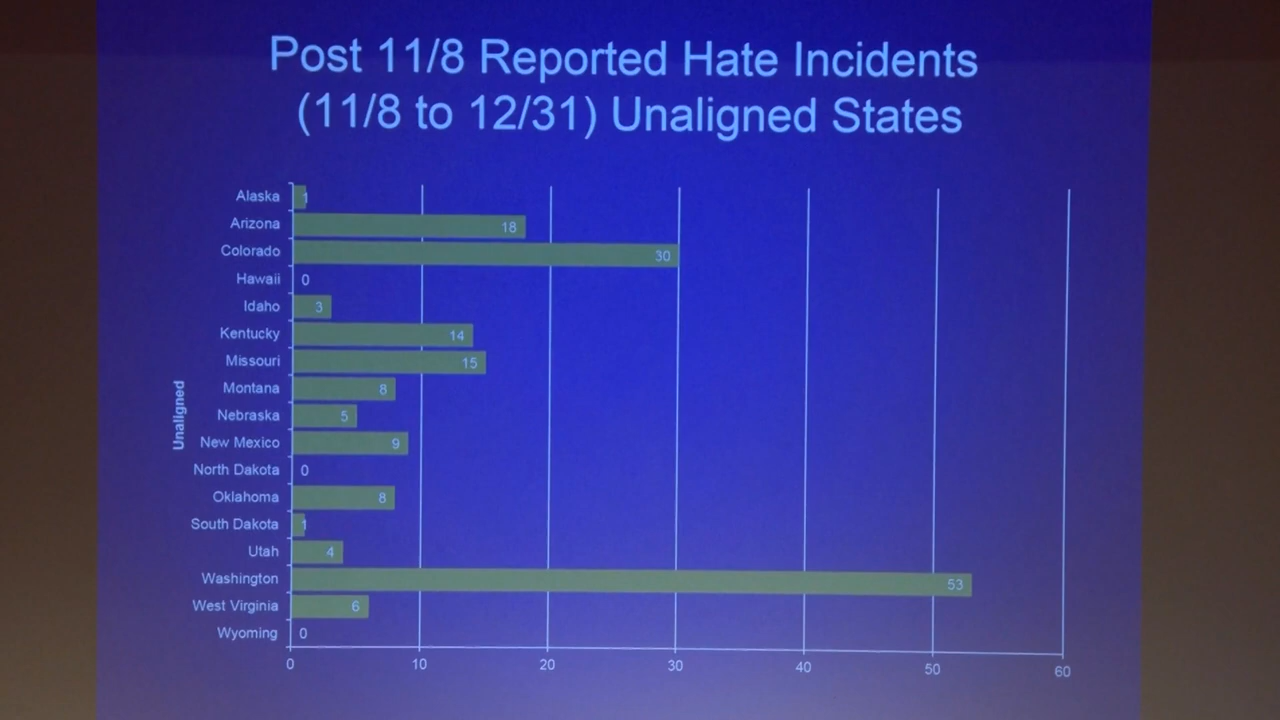 Post 11/8 Reported Hate Incidents
(11/8 to 12/31) Unaligned States
Unaligned
Alaska 1
Arizona 18
Colorado 30
Hawaii 0
Idaho 3
Kentucky 14
Missouri 15
Montana 8
Nebraska 5
New Mexico 9
North Dakota 0
Oklahoma 8
South Dakota 1
Utah 4
Washington 53
West Virginia 6
Wyoming 0
0 10 20 30 40 50 60